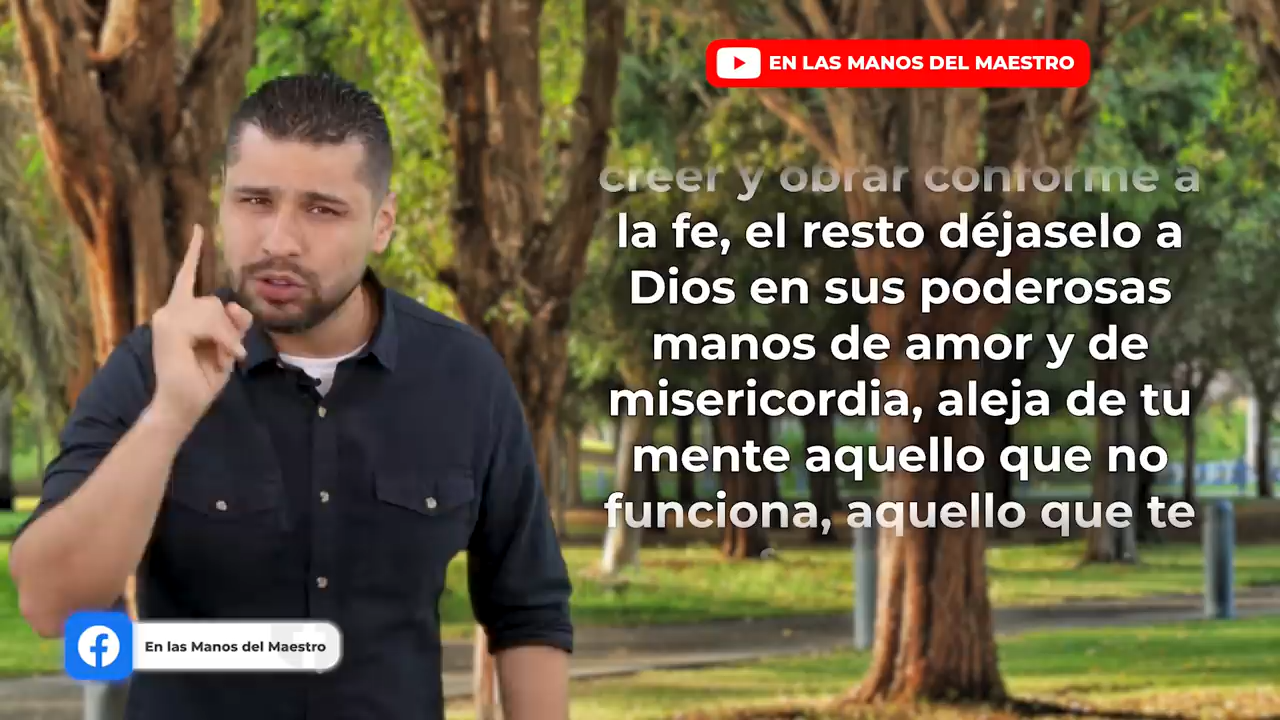 EN LAS MANOS DEL MAESTRO
creer y obrar conforme a
la fe, el resto déjaselo a
Dios en sus poderosas
manos de amor y de
misericordia, aleja de tu
mente aquello que no
funciona, aquello que te
En las Manos del Maestro